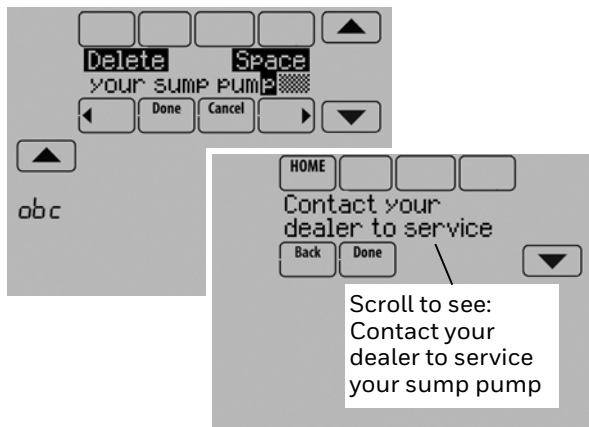 Delete Space
your sump pump
Done Cancel
abc
HOME
Contact your
dealer to service
Back Done
Scroll to see:
Contact your
dealer to service
your sump pump